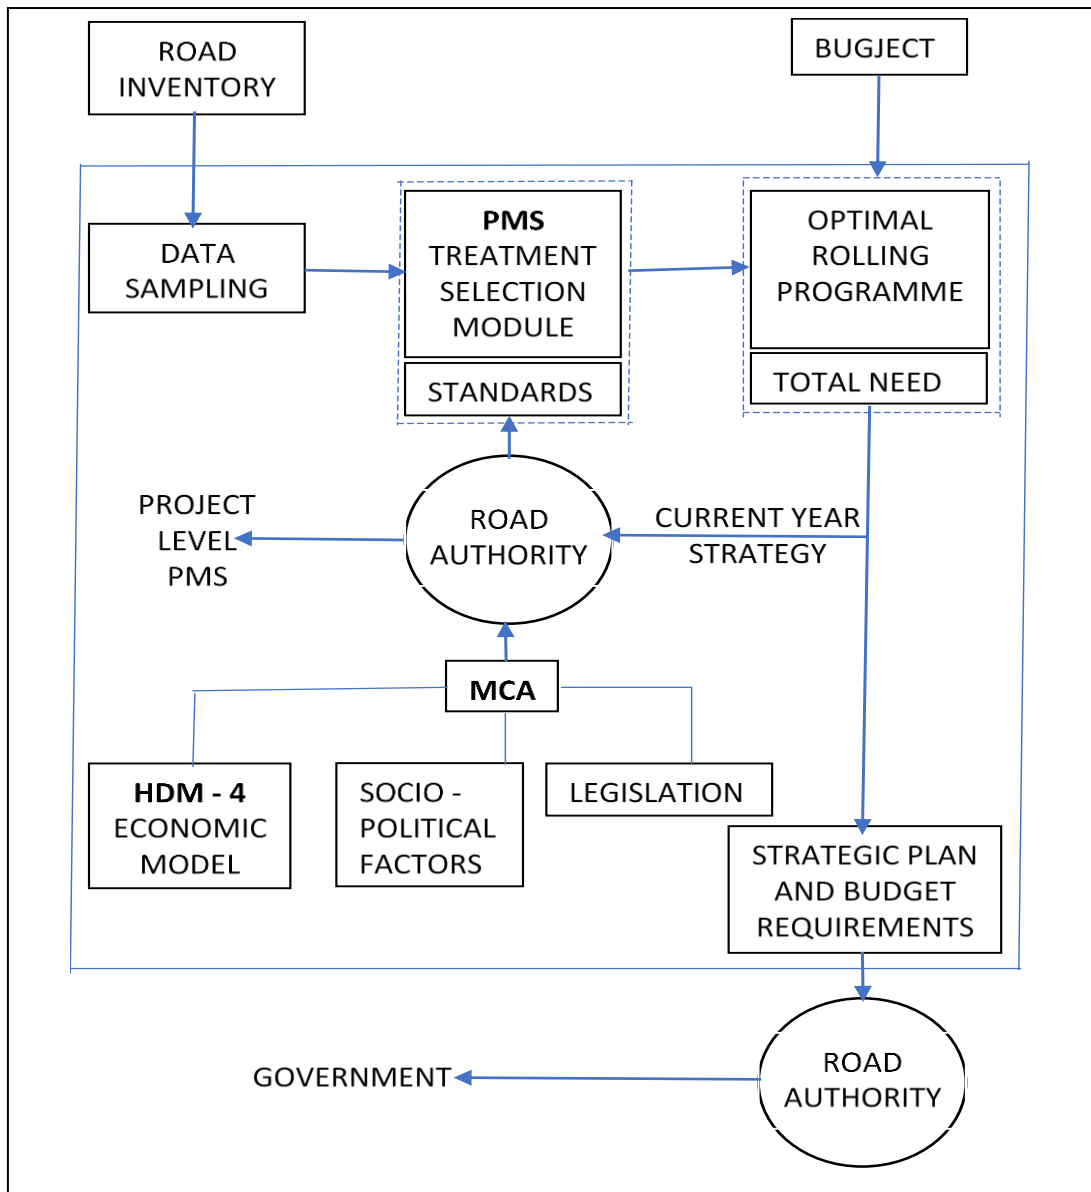 ROAD
INVENTORY
BUGJECT
DATA
SAMPLING
PMS
TREATMENT
SELECTION
MODULE
STANDARDS
OPTIMAL
ROLLING
PROGRAMME
TOTAL NEED
PROJECT
LEVEL
PMS
ROAD
AUTHORITY
CURRENT YEAR
STRATEGY
MCA
HDM - 4
ECONOMIC
MODEL
SOCIO -
POLITICAL
FACTORS
LEGISLATION
STRATEGIC PLAN
AND BUDGET
REQUIREMENTS
GOVERNMENT
ROAD
AUTHORITY